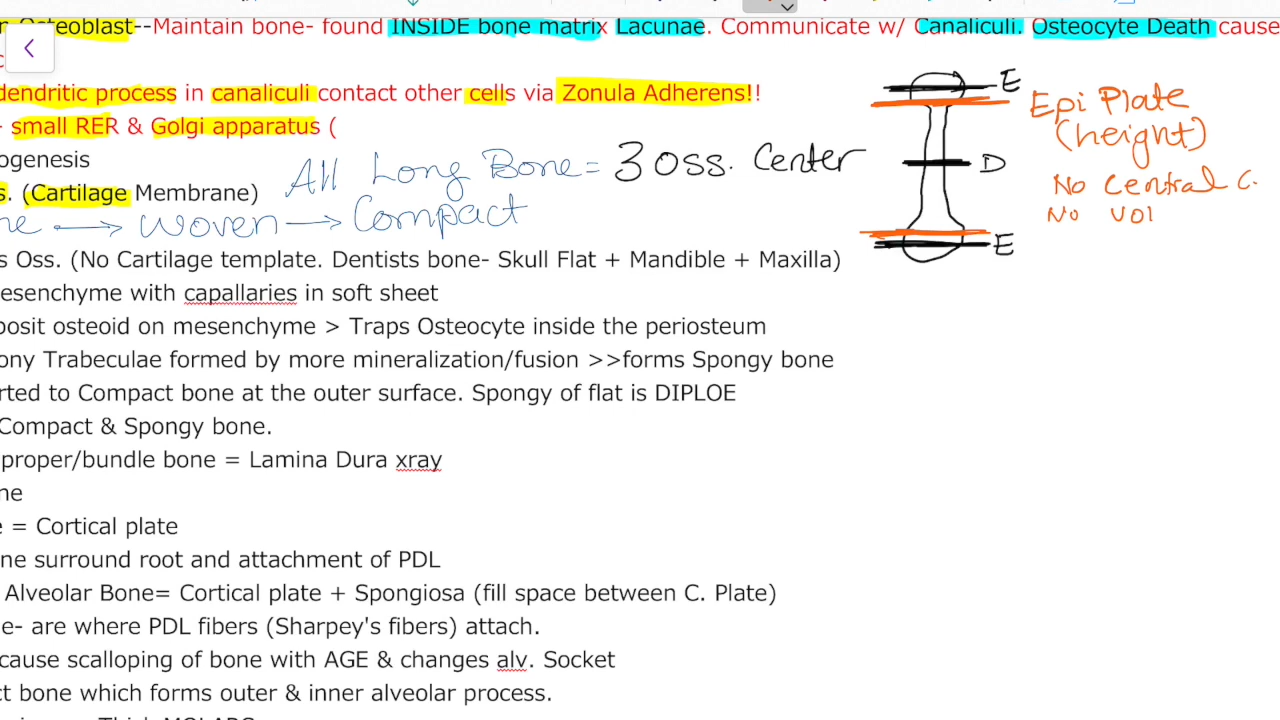 Osteoblast--Maintain bone- found INSIDE bone matrix Lacunae. Communicate w/ Canaliculi. Osteocyte Death cause
dendritic process in canaliculi contact other cells via Zonula Adherens!!
- small RER & Golgi apparatus (
ogenesis
s. (Cartilage Membrane)
All Long Bone = 3 Oss. Center
ne → Woven → Compact
E
D
E
Epi Plate
(height)
No Central C.
No Vol
s Oss. (No Cartilage template. Dentists bone- Skull Flat + Mandible + Maxilla)
esenchyme with capallaries in soft sheet
posit osteoid on mesenchyme > Traps Osteocyte inside the periosteum
ony Trabeculae formed by more mineralization/fusion >>forms Spongy bone
rted to Compact bone at the outer surface. Spongy of flat is DIPLOE
Compact & Spongy bone.
proper/bundle bone = Lamina Dura xray
ne
e = Cortical plate
ne surround root and attachment of PDL
Alveolar Bone= Cortical plate + Spongiosa (fill space between C. Plate)
e- are where PDL fibers (Sharpey's fibers) attach.
cause scalloping of bone with AGE & changes alv. Socket
ct bone which forms outer & inner alveolar process.